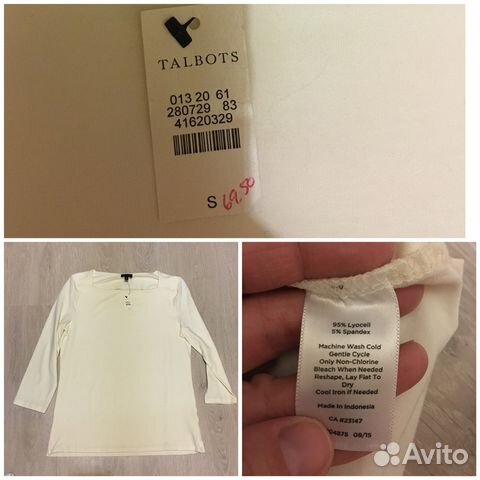 TALBOTS
013 20 61
280729 83
41620329
S 69.50
95% Lyocell
5% Spandex
Machine Wash Cold
Gentle Cycle
Only Non-Chlorine
Bleach When Needed
Reshape, Lay Flat To
Dry
Cool Iron if Needed
Made In Indonesia
CA #23147
04875 09/15
Avito